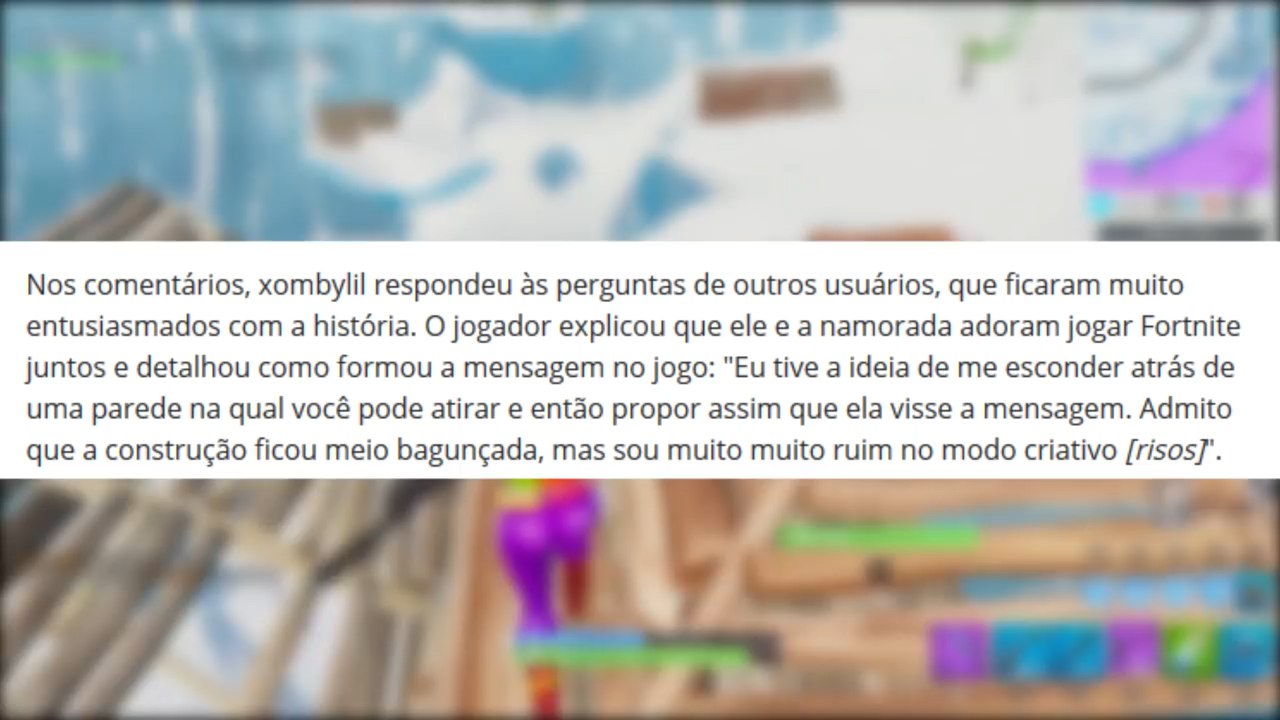 Nos comentários, xombylil respondeu às perguntas de outros usuários, que ficaram muito
entusiasmados com a história. O jogador explicou que ele e a namorada adoram jogar Fortnite
juntos e detalhou como formou a mensagem no jogo: "Eu tive a ideia de me esconder atrás de
uma parede na qual você pode atirar e então propor assim que ela visse a mensagem. Admito
que a construção ficou meio bagunçada, mas sou muito muito ruim no modo criativo [risos]".